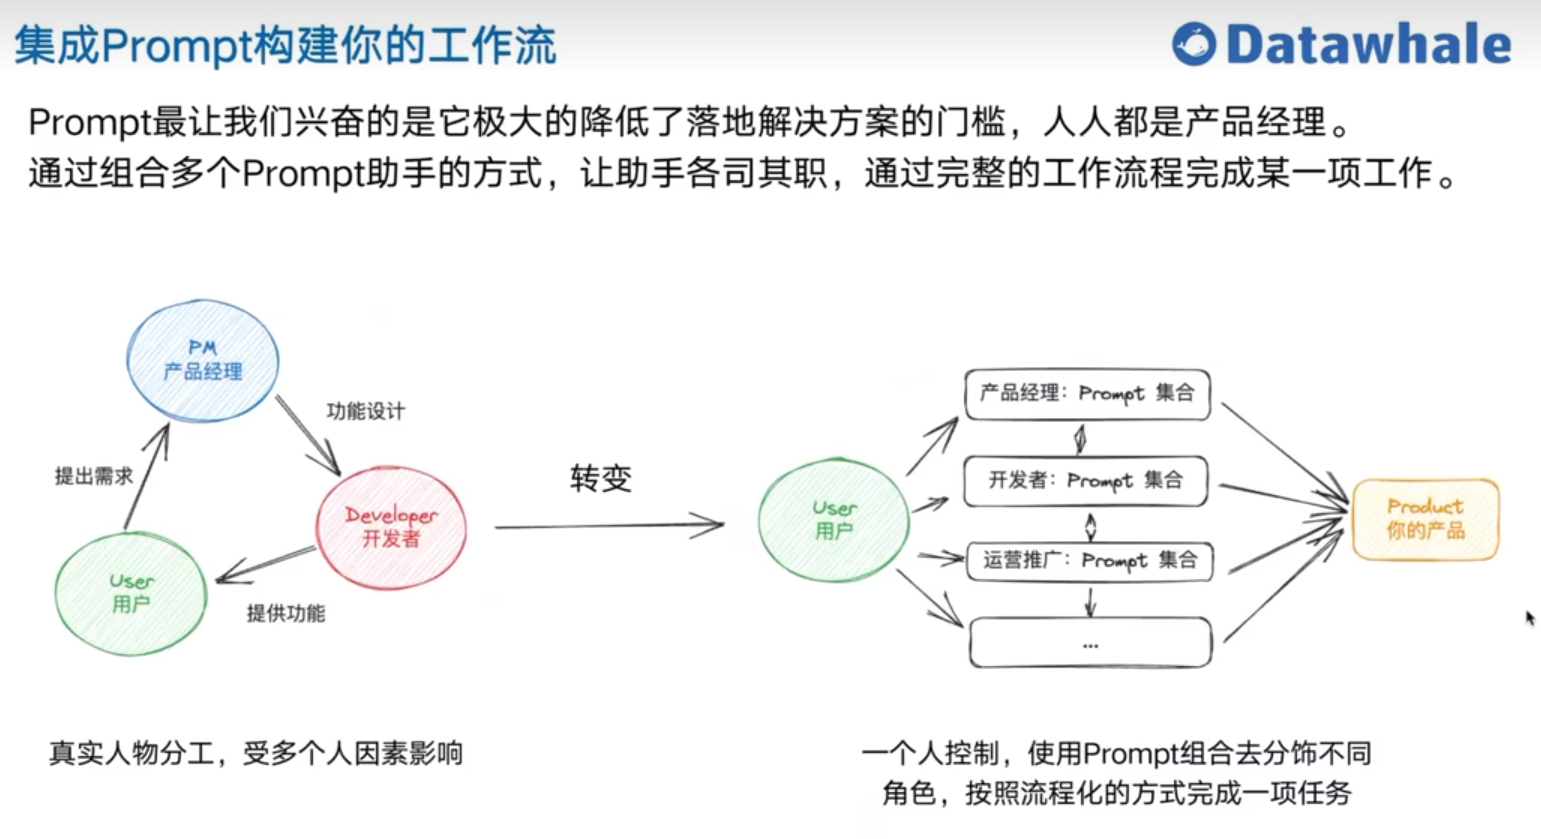 集成Prompt构建你的工作流
Datawhale
Prompt最让我们兴奋的是它极大的降低了落地解决方案的门槛，人人都是产品经理。
通过组合多个Prompt助手的方式，让助手各司其职，通过完整的工作流程完成某一项工作。
PM
产品经理
功能设计
提出需求
Developer
开发者
User
用户
提供功能
转变
User
用户
产品经理：Prompt 集合
开发者：Prompt 集合
运营推广：Prompt 集合
...
Product
你的产品
真实人物分工，受多个人因素影响
一个人控制，使用Prompt组合去分饰不同
角色，按照流程化的方式完成一项任务